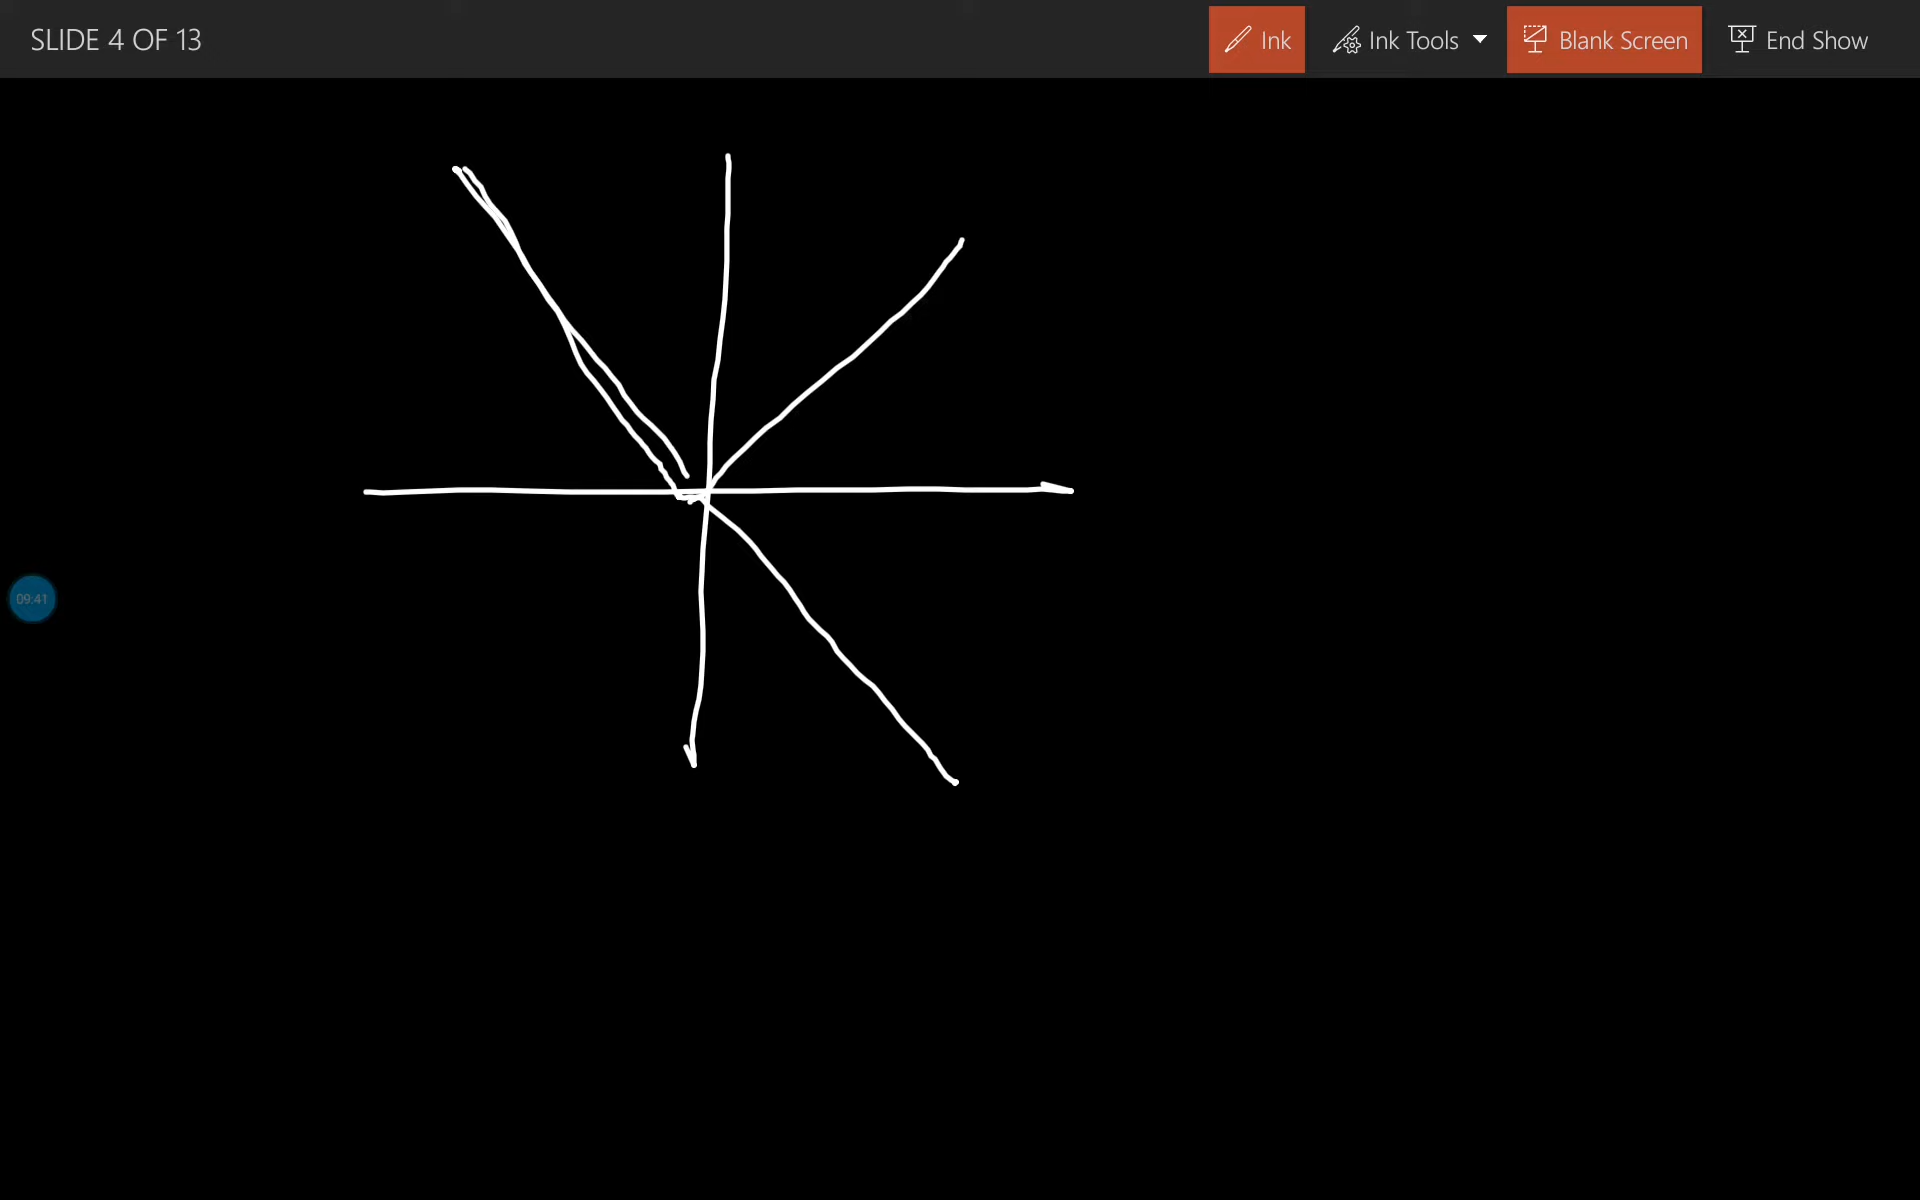 SLIDE 4 OF 13
Ink
Ink Tools
Blank Screen
End Show
09:41